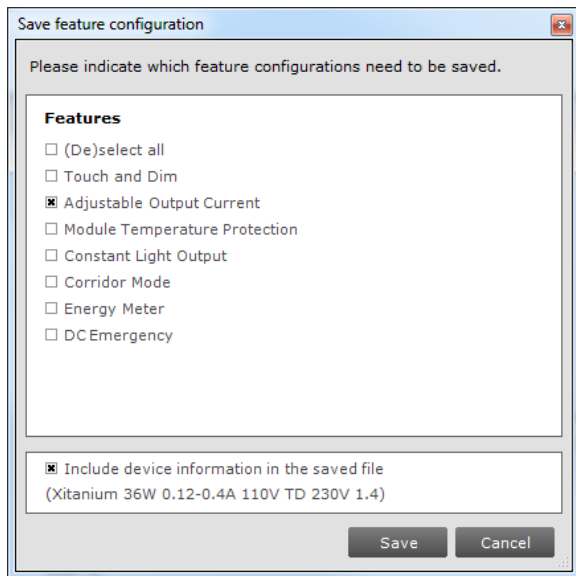 Save feature configuration
Please indicate which feature configurations need to be saved.
Features
(De)select all
Touch and Dim
Adjustable Output Current
Module Temperature Protection
Constant Light Output
Corridor Mode
Energy Meter
DC Emergency
Include device information in the saved file
(Xitanium 36W 0.12-0.4A 110V TD 230V 1.4)
Save Cancel